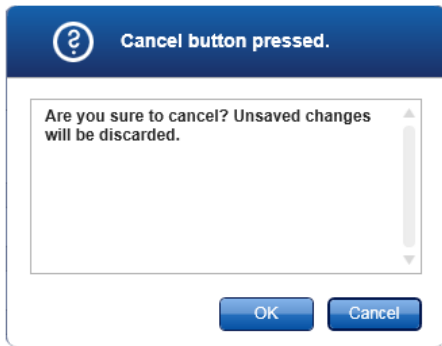 Cancel button pressed.
Are you sure to cancel? Unsaved changes
will be discarded.
OK
Cancel